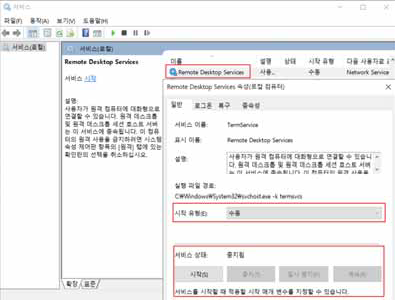 서비스
파일(F) 동작(A) 보기(V) 도움말(H)
서비스(로컬)
서비스(로컬)
Remote Desktop Services
서비스 시작
설명:
사용자가 원격 컴퓨터에 대화형으로
연결할 수 있습니다. 원격 데스크톱
및 원격 데스크톱 세션 호스트 서버
는 이 서비스에 종속됩니다. 이 컴퓨
터의 원격 사용을 금지하려면 시스템
속성 제어판 항목의 [원격] 탭에 있는
확인란의 선택을 취소하십시오.
이름 설명 상태 시작 유형 다음 사용자로
Remote Desktop Services 사용... 수동 Network Service
Remote Desktop Services 속성(로컬 컴퓨터)
일반 로그온 복구 종속성
서비스 이름: TermService
표시 이름: Remote Desktop Services
설명: 사용자가 원격 컴퓨터에 대화형으로 연결할 수 있습니
다. 원격 데스크톱 및 원격 데스크톱 세션 호스트 서버
는 이 서비스에 종속됩니다. 이 컴퓨터의 원격 사용을
실행 파일 경로:
C:\Windows\System32\svchost.exe -k termsvcs
시작 유형(E): 수동
서비스 상태: 중지됨
시작(S) 중지(T) 일시 중지(P) 계속(R)
서비스를 시작할 때 적용할 시작 매개 변수를 지정할 수 있습니다.
확장 표준